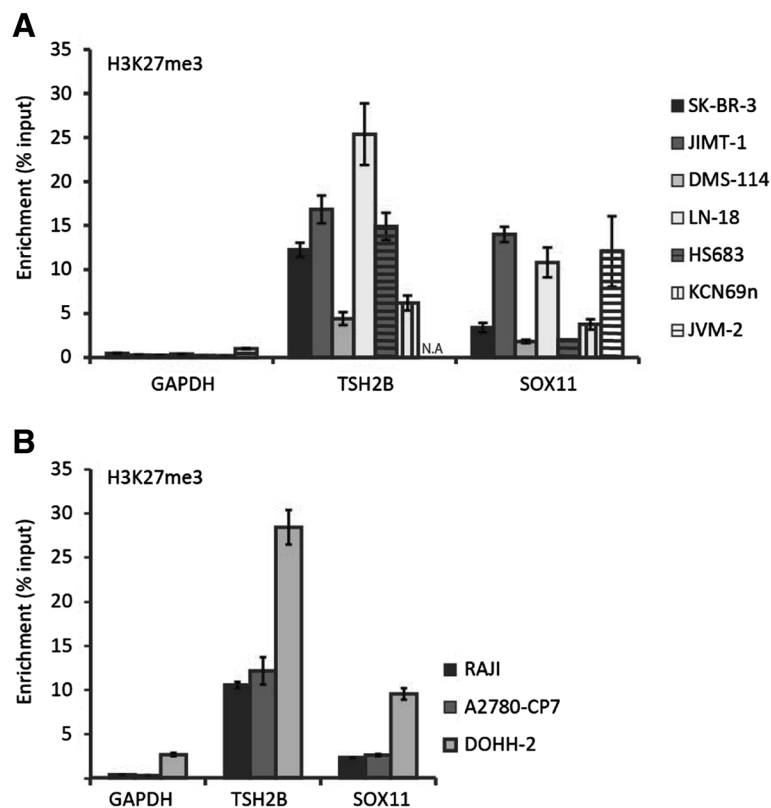 A
H3K27me3
Enrichment (% input)
35
30
25
20
15
10
5
0
N.A
GAPDH
TSH2B
SOX11
SK-BR-3
JIMT-1
DMS-114
LN-18
HS683
KCN69n
JVM-2
B
H3K27me3
Enrichment (% input)
35
30
25
20
15
10
5
GAPDH
TSH2B
SOX11
RAJI
A2780-CP7
DOHH-2